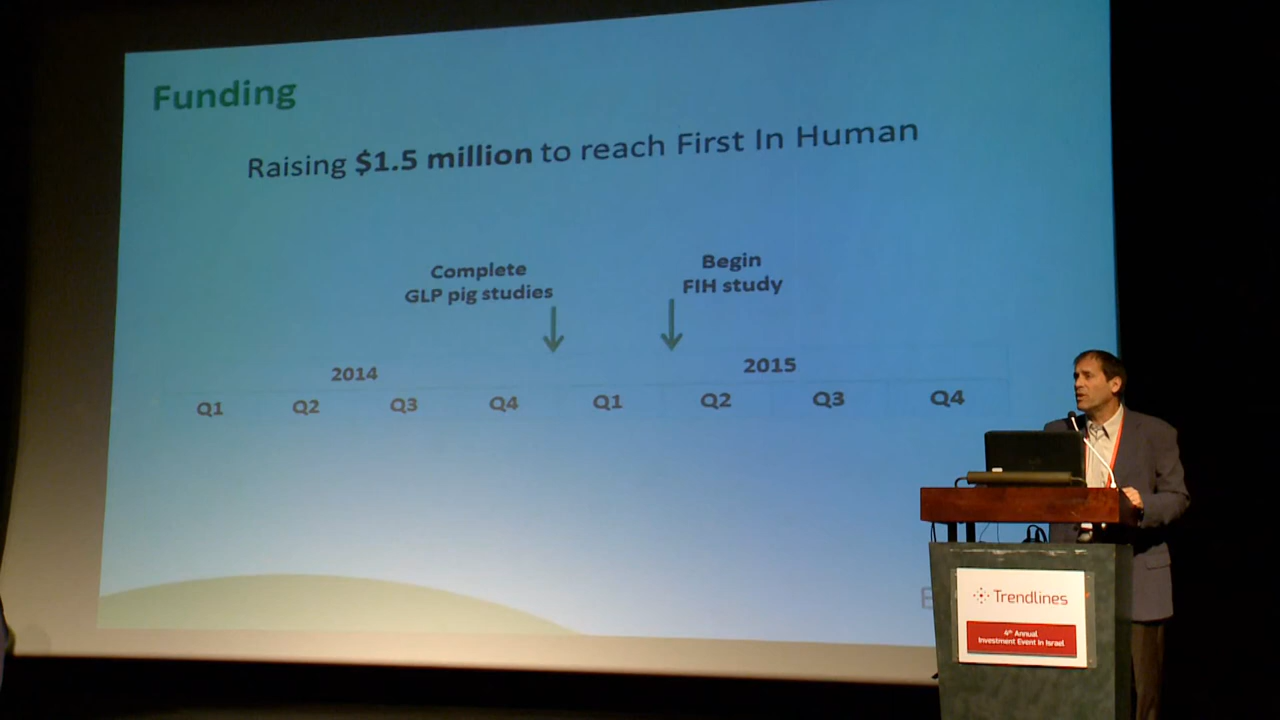 Funding
Raising $1.5 million to reach First In Human
Complete
GLP pig studies
Begin
FIH study
2014
2015
Q1 Q2 Q3 Q4 Q1 Q2 Q3 Q4
Trendlines
4th Annual
Investment Event in Israel